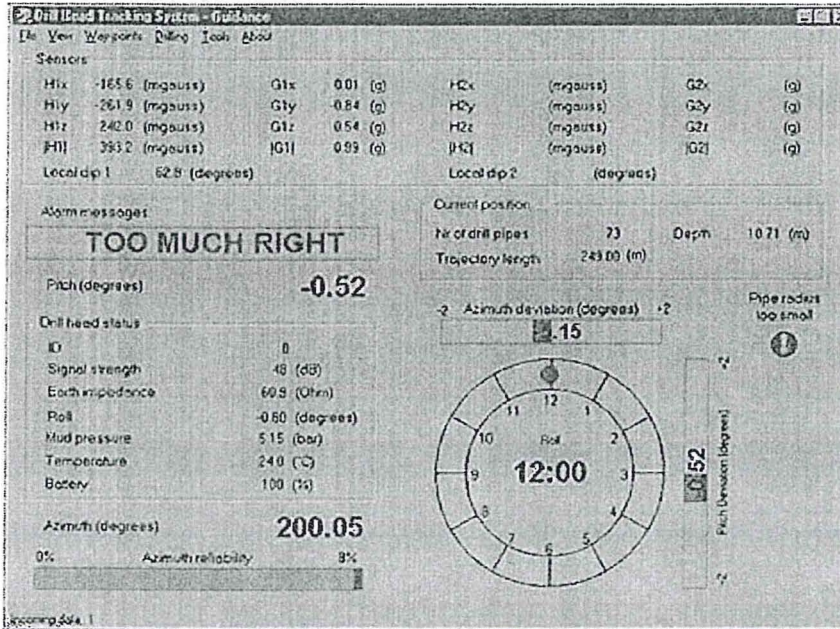 Drill Head Tracking System - Guidance
File View Waypoints Drilling Tools About
Sensors
H1x -165.6 (mgauss) G1x 0.01 (g) H2x (mgauss) G2x (g)
H1y -261.9 (mgauss) G1y -0.84 (g) H2y (mgauss) G2y (g)
H1z 242.0 (mgauss) G1z 0.54 (g) H2z (mgauss) G2z (g)
|H1| 393.2 (mgauss) |G1| 0.99 (g) |H2| (mgauss) |G2| (g)
Local dip 1 62.8 (degrees) Local dip 2 (degrees)
Alarm messages
TOO MUCH RIGHT
Current position
Nr of drill pipes 73 Depth 10.71 (m)
Trajectory length 249.00 (m)
Pitch (degrees) -0.52
Drill head status
ID 0
Signal strength 48 (dB)
Earth impedance 60.9 (Ohm)
Roll -0.60 (degrees)
Mud pressure 5.15 (bar)
Temperature 24.0 (°C)
Battery 100 (%)
Azimuth (degrees) 200.05
0% Azimuth reliability 8%
-2 Azimuth deviation (degrees) +2
.15
Pipe radius
too small
12
1
2
3
4
5
6
7
8
9
10
11
Roll
12:00
+2
.52
Pitch Deviation (degrees)
-2
Incoming data: 1